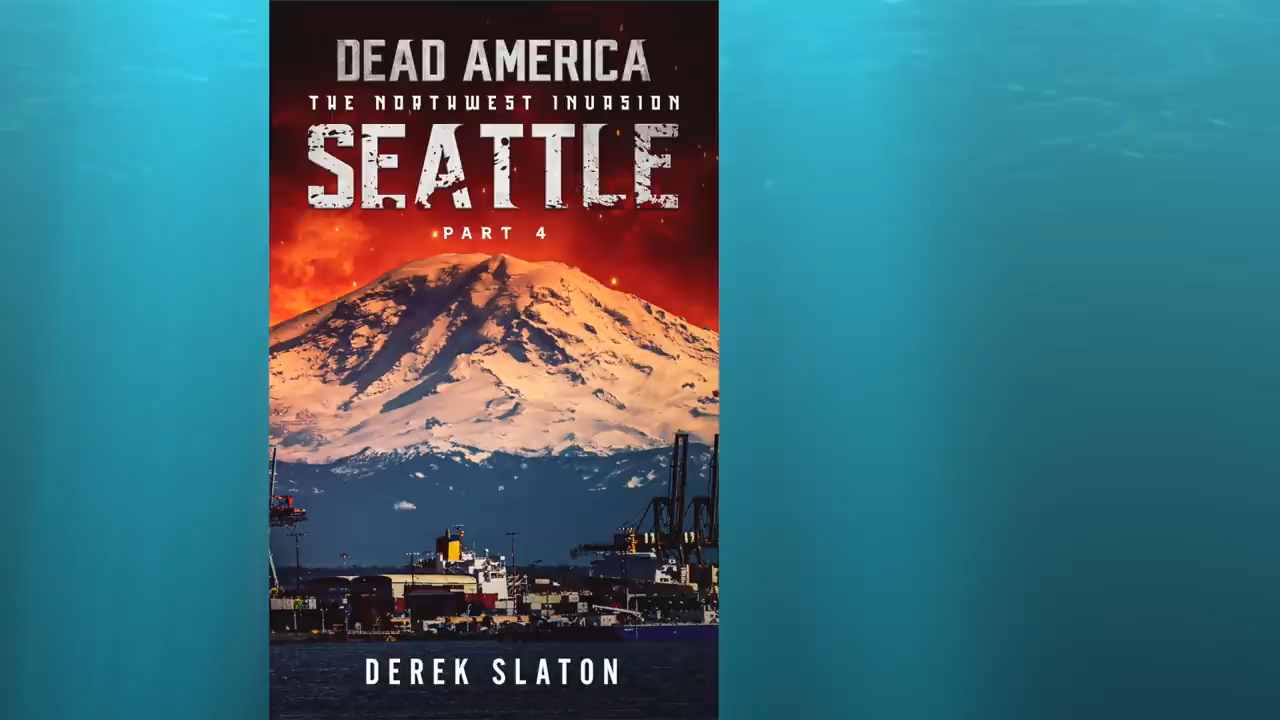 DEAD AMERICA
THE NORTHWEST INVASION
SEATTLE
PART 4
DEREK SLATON